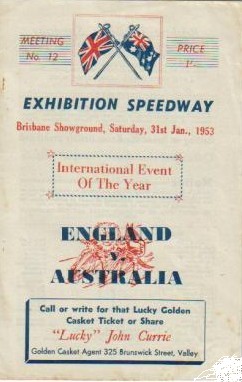 MEETING
No. 12
PRICE
1'-
EXHIBITION SPEEDWAY
Brisbane Showground, Saturday, 31st Jan., 1953
International Event
Of The Year
ENGLAND
v.
AUSTRALIA
Call or write for that Lucky Golden
Casket Ticket or Share
"Lucky" John Currie
Golden Casket Agent 325 Brunswick Street, Valley